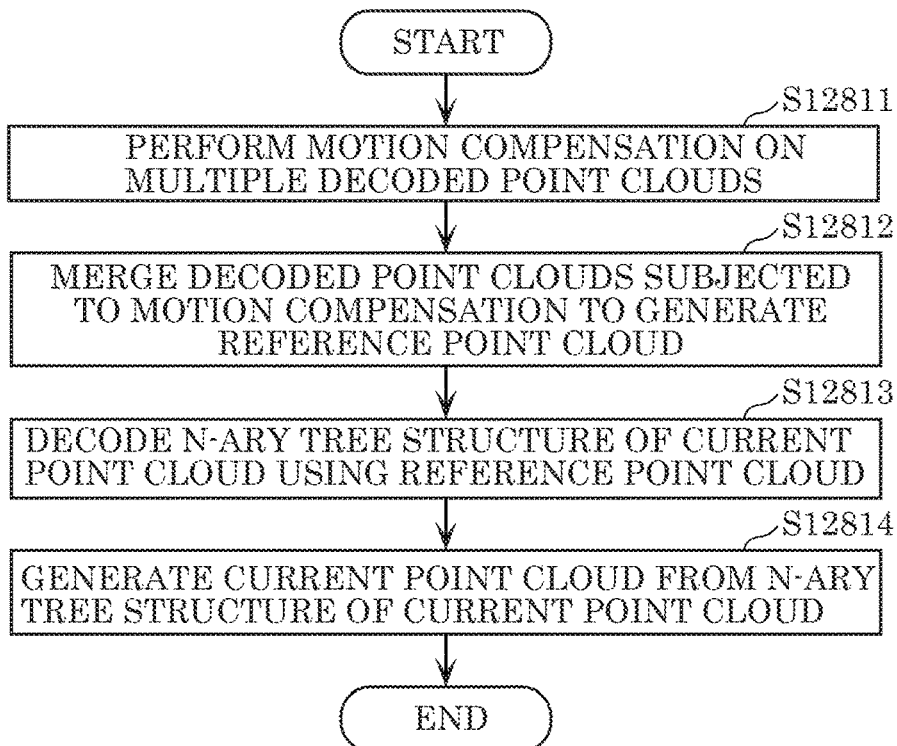 START
S12811
PERFORM MOTION COMPENSATION ON
MULTIPLE DECODED POINT CLOUDS
S12812
MERGE DECODED POINT CLOUDS SUBJECTED
TO MOTION COMPENSATION TO GENERATE
REFERENCE POINT CLOUD
S12813
DECODE N-ARY TREE STRUCTURE OF CURRENT
POINT CLOUD USING REFERENCE POINT CLOUD
S12814
GENERATE CURRENT POINT CLOUD FROM N-ARY
TREE STRUCTURE OF CURRENT POINT CLOUD
END